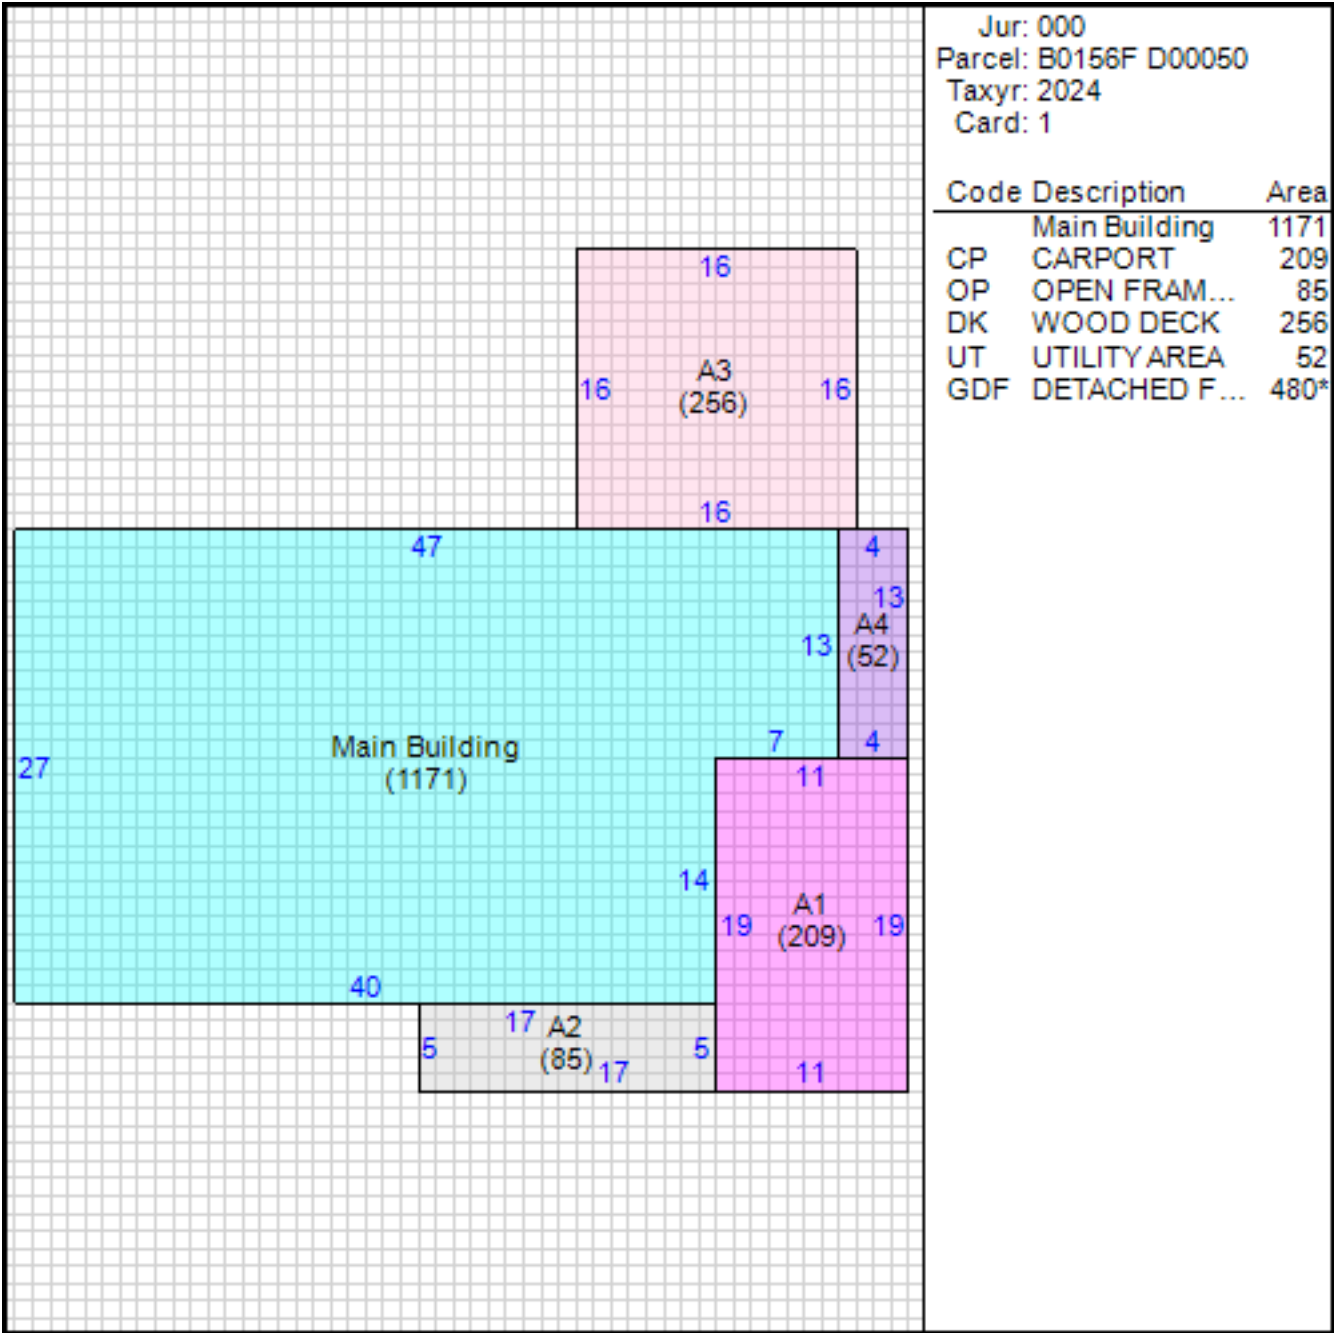 Jur: 000
Parcel: B0156F D00050
Taxyr: 2024
Card: 1
Code Description Area
Main Building 1171
CP CARPORT 209
OP OPEN FRAM... 85
DK WOOD DECK 256
UT UTILITY AREA 52
GDF DETACHED F... 480*
16
A3
16 16
(256)
16
47 4
13
A4
13 (52)
7 4
Main Building
27 (1171)
11
14
A1
19 19
(209)
40
17 A2
5 5
(85) 17
11